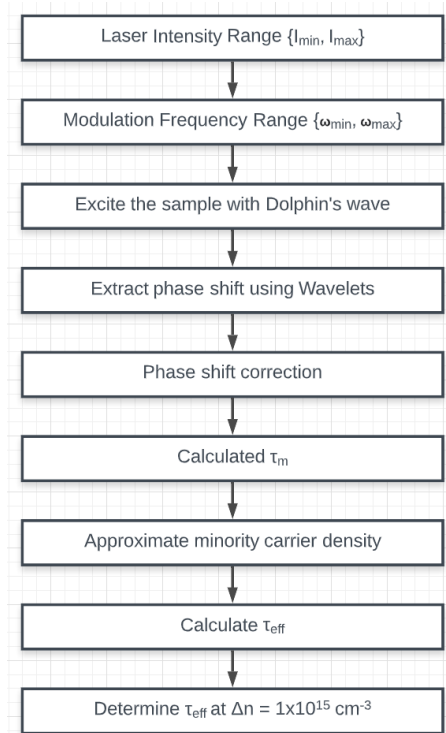 Laser Intensity Range {Imin, Imax}
Modulation Frequency Range {ωmin, ωmax}
Excite the sample with Dolphin's wave
Extract phase shift using Wavelets
Phase shift correction
Calculated τm
Approximate minority carrier density
Calculate τeff
Determine τeff at Δn = 1x10¹⁵ cm⁻³